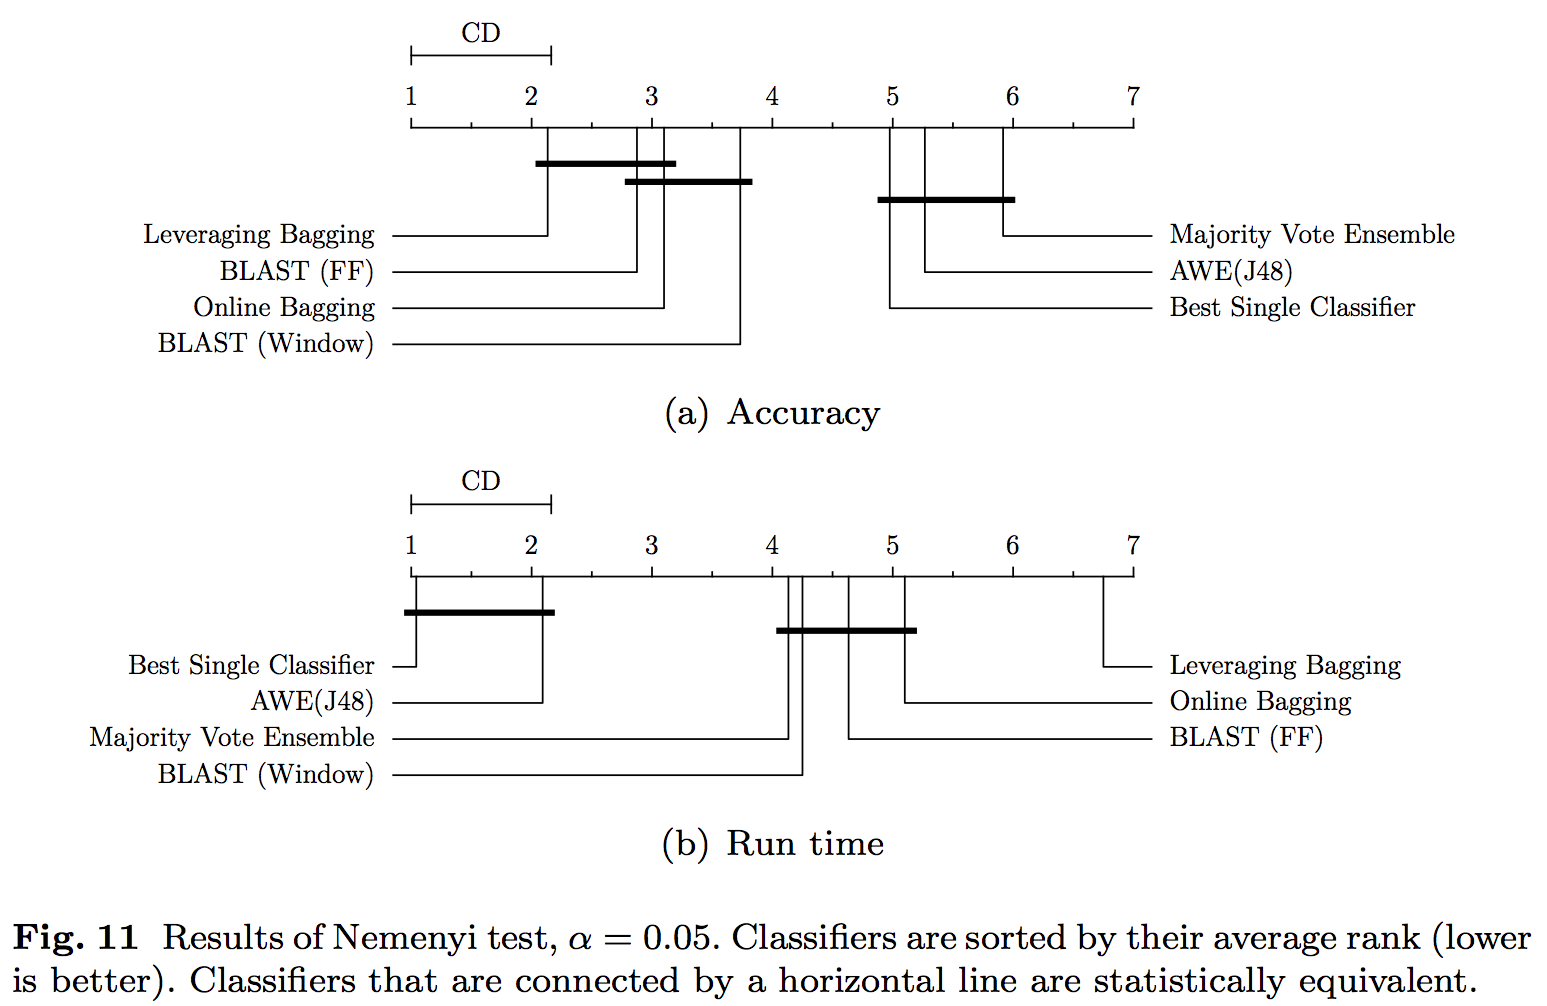 CD
1 2 3 4 5 6 7
Leveraging Bagging
BLAST (FF)
Online Bagging
BLAST (Window)
Majority Vote Ensemble
AWE(J48)
Best Single Classifier
(a) Accuracy
CD
1 2 3 4 5 6 7
Best Single Classifier
AWE(J48)
Majority Vote Ensemble
BLAST (Window)
Leveraging Bagging
Online Bagging
BLAST (FF)
(b) Run time
Fig. 11 Results of Nemenyi test, α = 0.05. Classifiers are sorted by their average rank (lower
is better). Classifiers that are connected by a horizontal line are statistically equivalent.